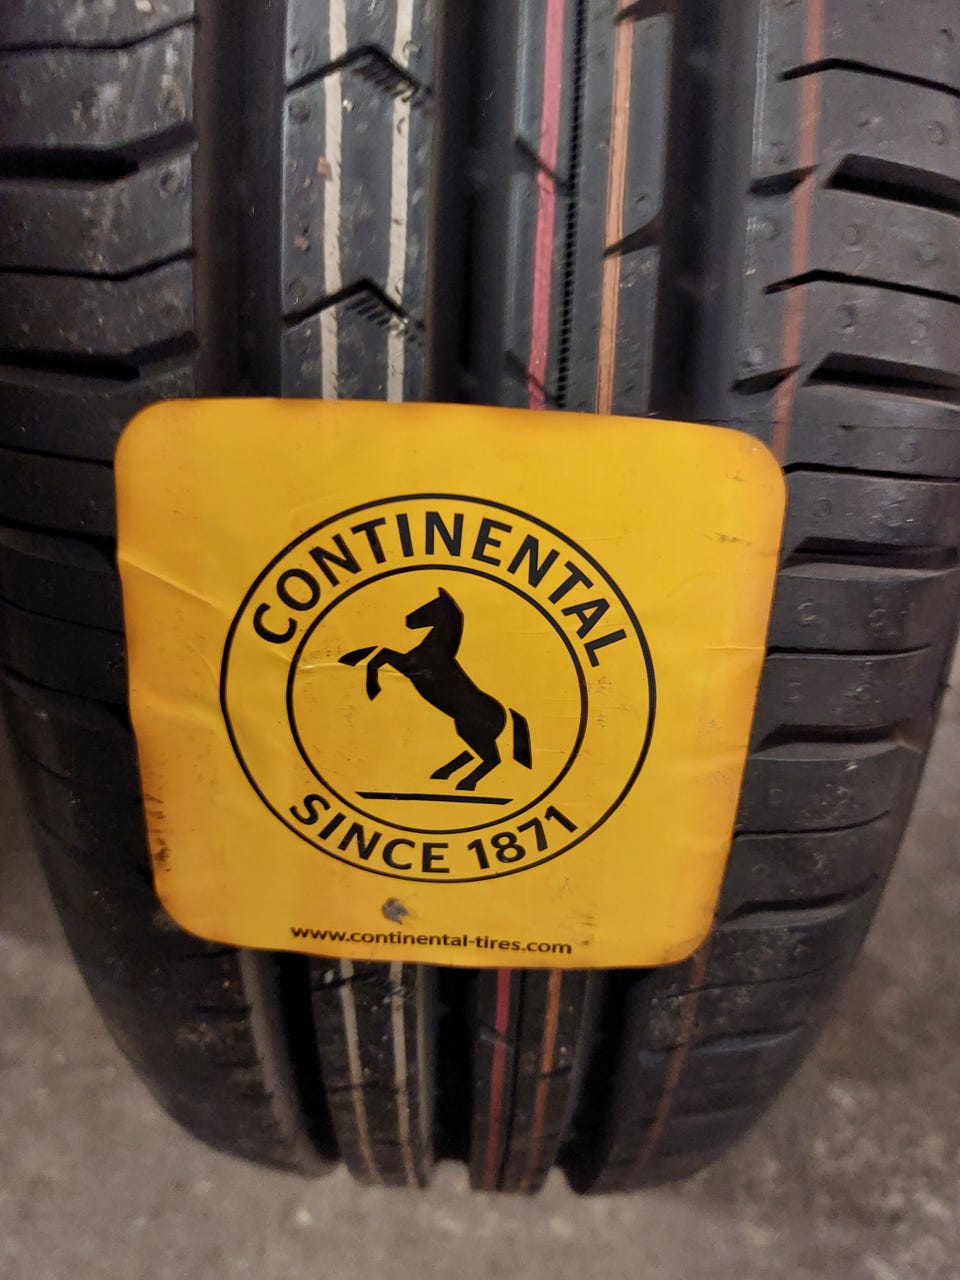 CONTINENTAL
SINCE 1871
www.continental-tires.com